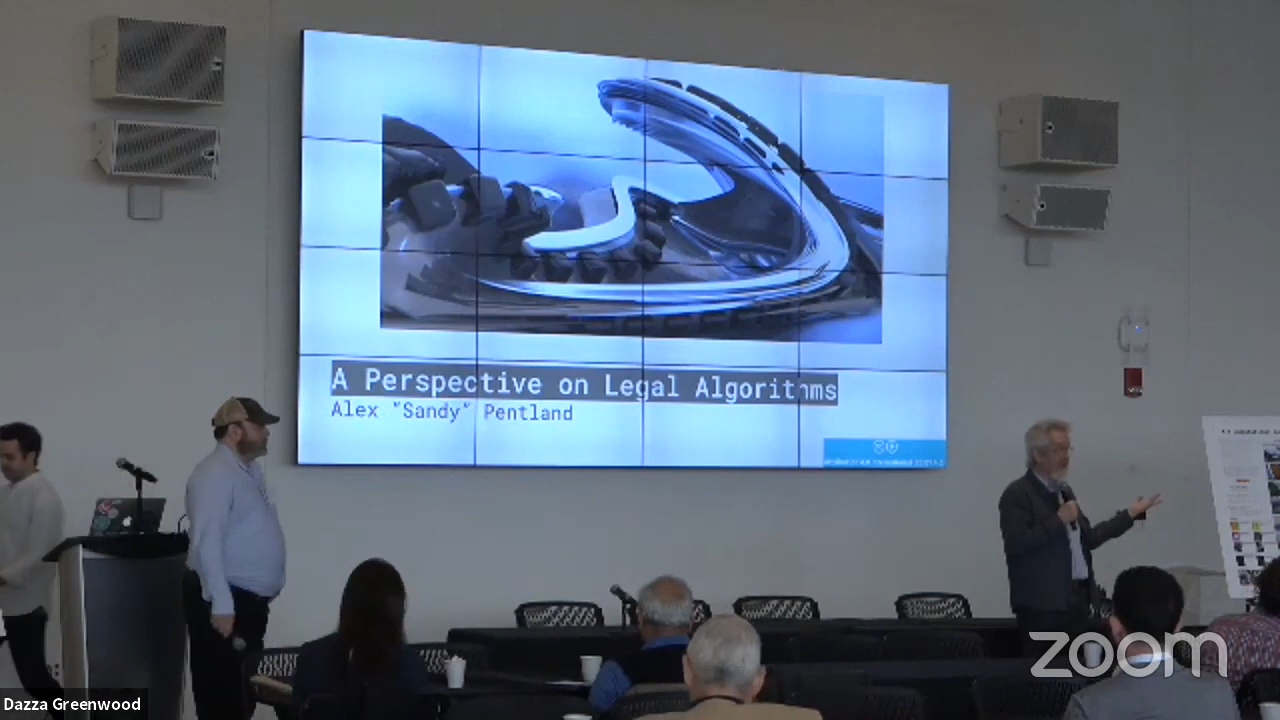 A Perspective on Legal Algorithms
Alex "Sandy" Pentland
zoom
Dazza Greenwood